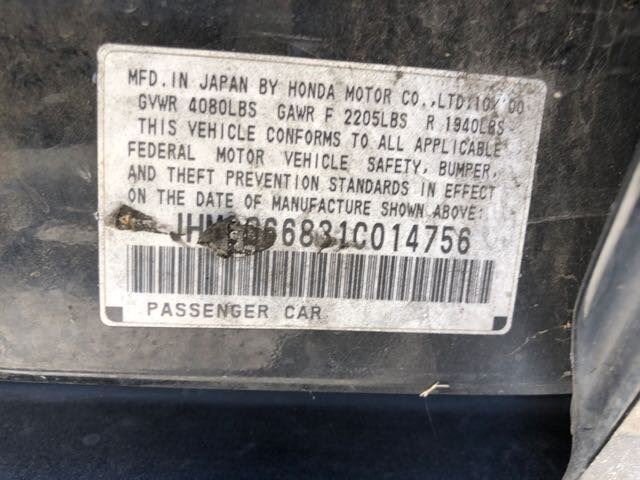 MFD. IN JAPAN BY HONDA MOTOR CO., LTD. 10/'00
GVWR 4080LBS GAWR F 2205LBS R 1940LBS
THIS VEHICLE CONFORMS TO ALL APPLICABLE
FEDERAL MOTOR VEHICLE SAFETY, BUMPER,
AND THEFT PREVENTION STANDARDS IN EFFECT
ON THE DATE OF MANUFACTURE SHOWN ABOVE:
PASSENGER CAR